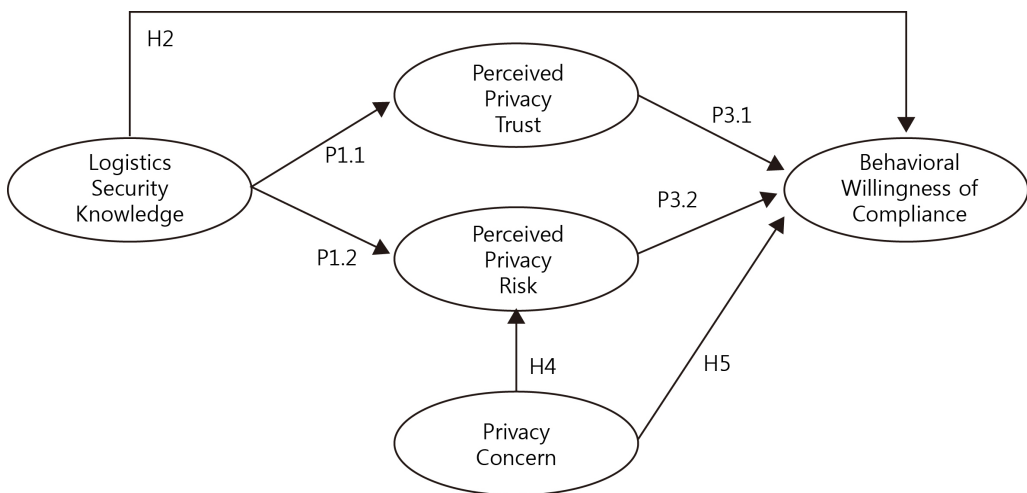 H2
Perceived
Privacy
Trust
P3.1
P1.1
Logistics
Security
Knowledge
Behavioral
Willingness of
Compliance
P3.2
P1.2
Perceived
Privacy
Risk
H4
H5
Privacy
Concern